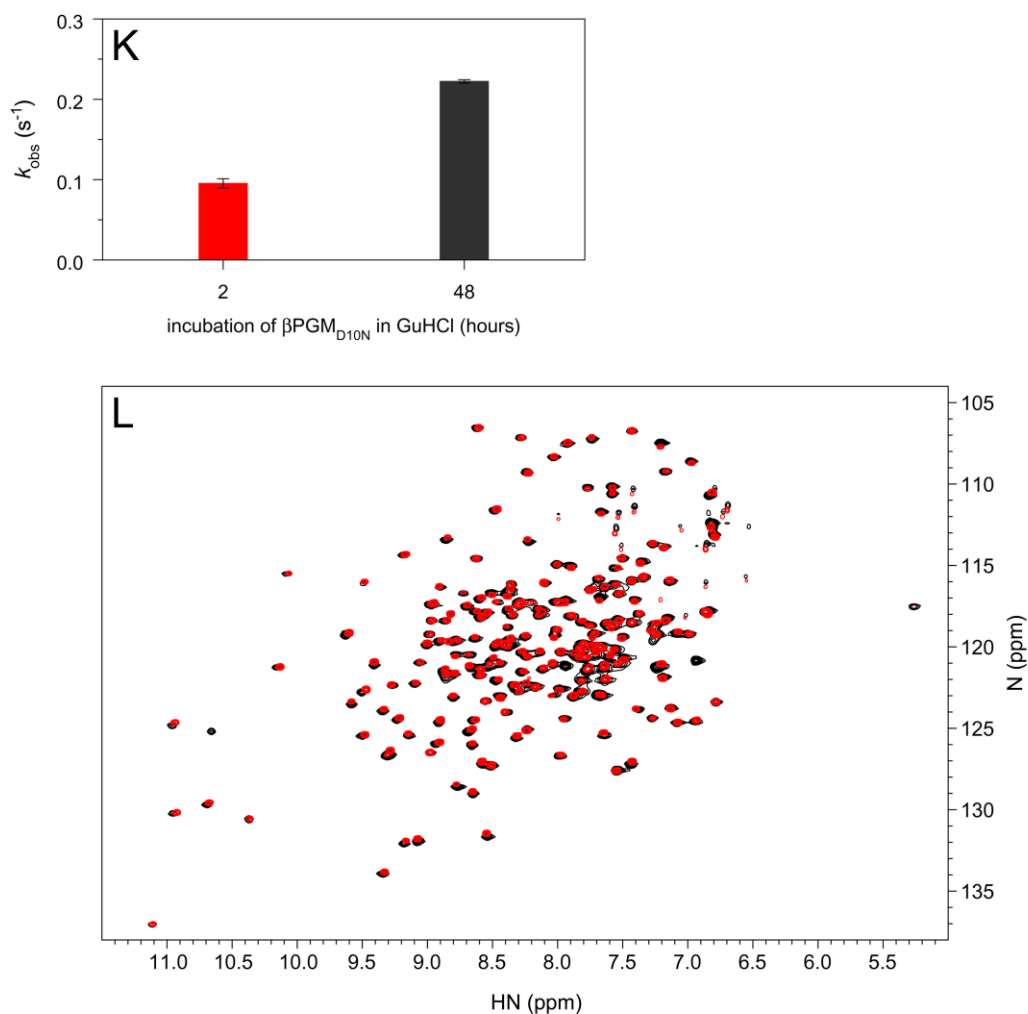 K
0.3
0.2
0.1
0.0
kobs (s-1)
2
48
incubation of βPGMD10N in GuHCl (hours)
L
105
110
115
120
125
130
135
N (ppm)
11.0 10.5 10.0 9.5 9.0 8.5 8.0 7.5 7.0 6.5 6.0 5.5
HN (ppm)